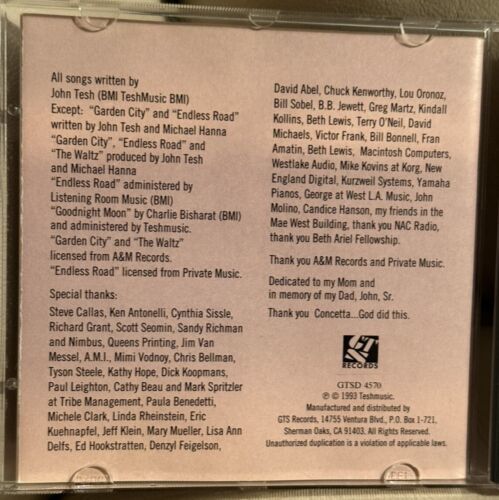 All songs written by
John Tesh (BMI TeshMusic BMI)
Except: "Garden City" and "Endless Road"
written by John Tesh and Michael Hanna
"Garden City", "Endless Road" and
"The Waltz" produced by John Tesh
and Michael Hanna
"Endless Road" administered by
Listening Room Music (BMI)
"Goodnight Moon" by Charlie Bisharat (BMI)
and administered by Teshmusic.
"Garden City" and "The Waltz"
licensed from A&M Records.
"Endless Road" licensed from Private Music.
Special thanks:
Steve Callas, Ken Antonelli, Cynthia Sissle,
Richard Grant, Scott Seomin, Sandy Richman
and Nimbus, Queens Printing, Jim Van
Messel, A.M.I., Mimi Vodnoy, Chris Bellman,
Tyson Steele, Kathy Hope, Dick Koopmans,
Paul Leighton, Cathy Beau and Mark Spritzler
at Tribe Management, Paula Benedetti,
Michele Clark, Linda Rheinstein, Eric
Kuehnapfel, Jeff Klein, Mary Mueller, Lisa Ann
Delfs, Ed Hookstratten, Denzyl Feigelson,
David Abel, Chuck Kenworthy, Lou Oronoz,
Bill Sobel, B.B. Jewett, Greg Martz, Kindall
Kollins, Beth Lewis, Terry O'Neil, David
Michaels, Victor Frank, Bill Bonnell, Fran
Amatin, Beth Lewis, Macintosh Computers,
Westlake Audio, Mike Kovins at Korg, New
England Digital, Kurzweil Systems, Yamaha
Pianos, George at West L.A. Music, John
Molino, Candice Hanson, my friends in the
Mae West Building, thank you NAC Radio,
thank you Beth Ariel Fellowship.
Thank you A&M Records and Private Music.
Dedicated to my Mom and
in memory of my Dad, John, Sr.
Thank you Concetta...God did this.
GTS
RECORDS
GTSD 4570
℗ © 1993 Teshmusic.
Manufactured and distributed by
GTS Records, 14755 Ventura Blvd., P.O. Box 1-721,
Sherman Oaks, CA 91403. All Rights Reserved.
Unauthorized duplication is a violation of applicable laws.